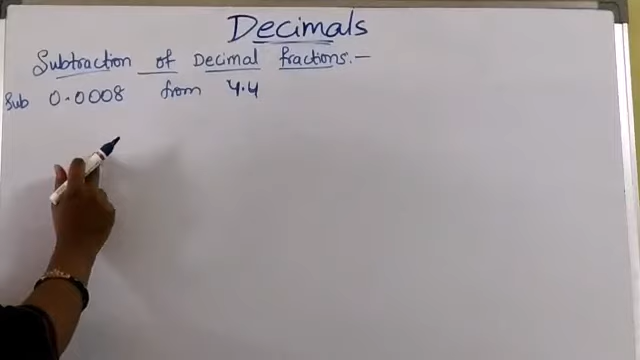 Decimals
Subtraction of Decimal fractions:-
Sub 0.0008 from 4.4